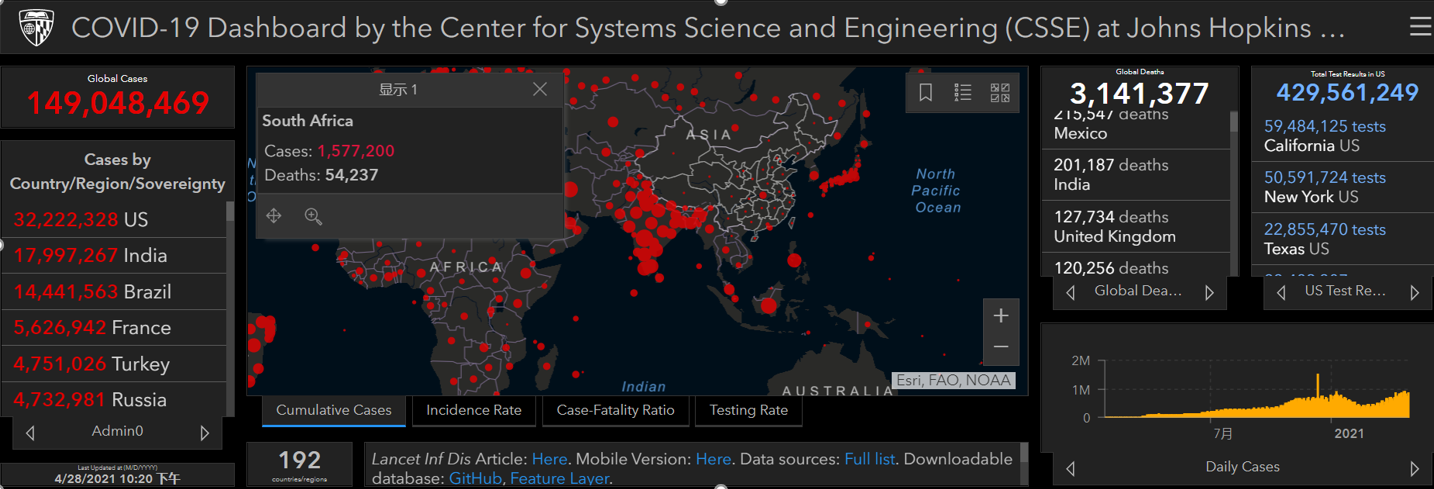 COVID-19 Dashboard by the Center for Systems Science and Engineering (CSSE) at Johns Hopkins ...
Global Cases
149,048,469
Cases by
Country/Region/Sovereignty
32,222,328 US
17,997,267 India
14,441,563 Brazil
5,626,942 France
4,751,026 Turkey
4,732,981 Russia
Admin0
Last Updated at (M/D/YYYY)
4/28/2021 10:20 下午
显示 1
South Africa
Cases: 1,577,200
Deaths: 54,237
ASIA
AFRICA
North
Pacific
Ocean
Indian
AUSTRALIA
Esri, FAO, NOAA
Cumulative Cases
Incidence Rate
Case-Fatality Ratio
Testing Rate
192
countries/regions
Lancet Inf Dis Article: Here. Mobile Version: Here. Data sources: Full list. Downloadable
database: GitHub, Feature Layer.
Global Deaths
3,141,377
215,547 deaths
Mexico
201,187 deaths
India
127,734 deaths
United Kingdom
120,256 deaths
Global Dea...
Total Test Results in US
429,561,249
59,484,125 tests
California US
50,591,724 tests
New York US
22,855,470 tests
Texas US
US Test Re...
2M
1M
0
7月
2021
Daily Cases